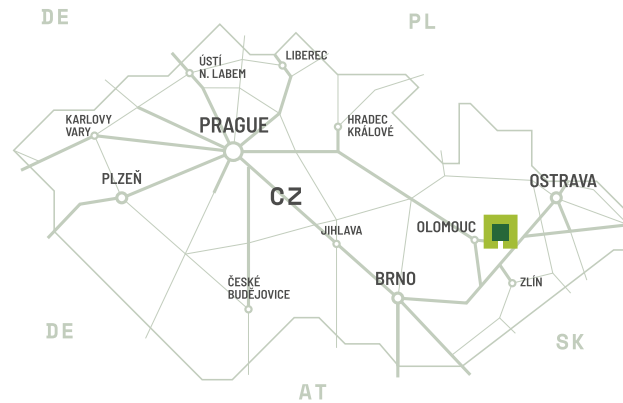 DE
PL
ÚSTÍ
N. LABEM
LIBEREC
KARLOVY
VARY
PRAGUE
HRADEC
KRÁLOVÉ
PLZEŇ
CZ
OSTRAVA
JIHLAVA
OLOMOUC
ČESKÉ
BUDĚJOVICE
BRNO
ZLÍN
DE
SK
AT